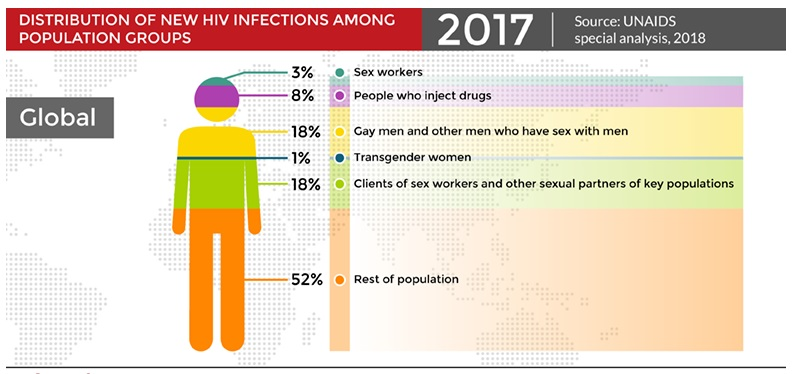 DISTRIBUTION OF NEW HIV INFECTIONS AMONG
POPULATION GROUPS
2017
Source: UNAIDS
special analysis, 2018
Global
3% Sex workers
8% People who inject drugs
18% Gay men and other men who have sex with men
1% Transgender women
18% Clients of sex workers and other sexual partners of key populations
52% Rest of population